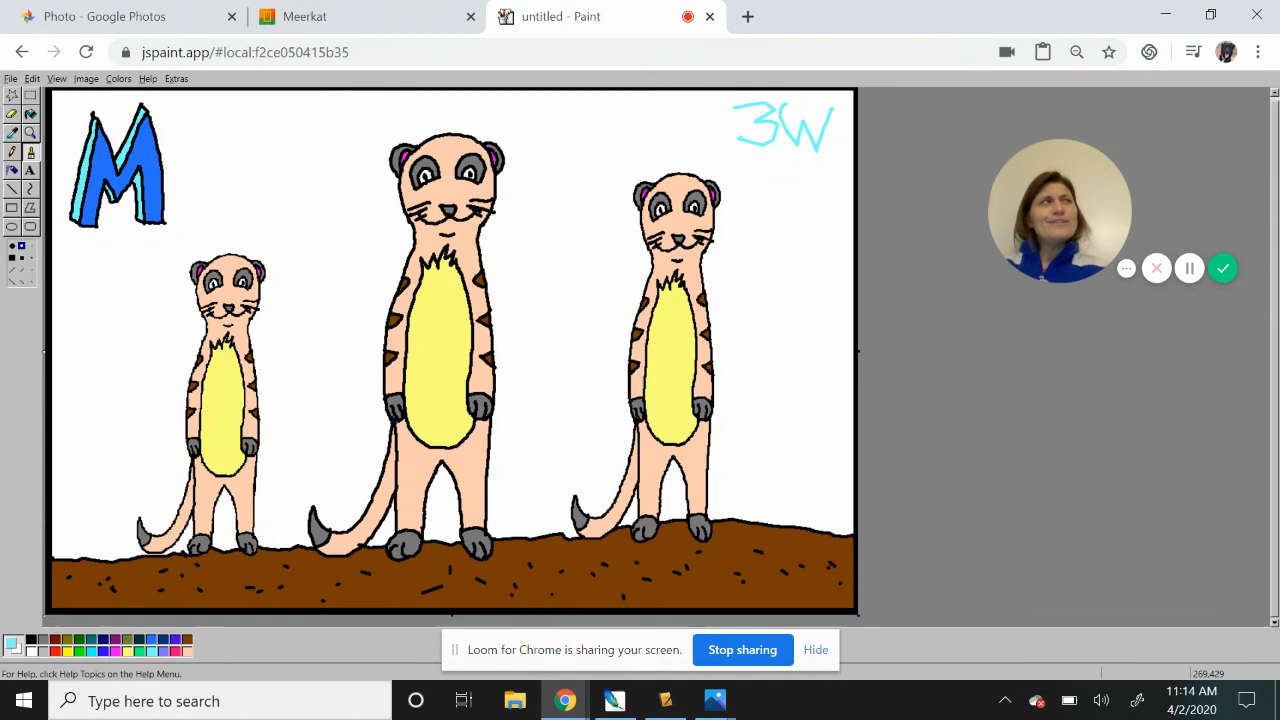 Photo - Google Photos
Meerkat
untitled - Paint
jspaint.app/#local:f2ce050415b35
File Edit View Image Colors Help Extras
M
3W
Loom for Chrome is sharing your screen. Stop sharing Hide
For Help, click Help Topics on the Help Menu.
269,429
Type here to search
11:14 AM
4/2/2020